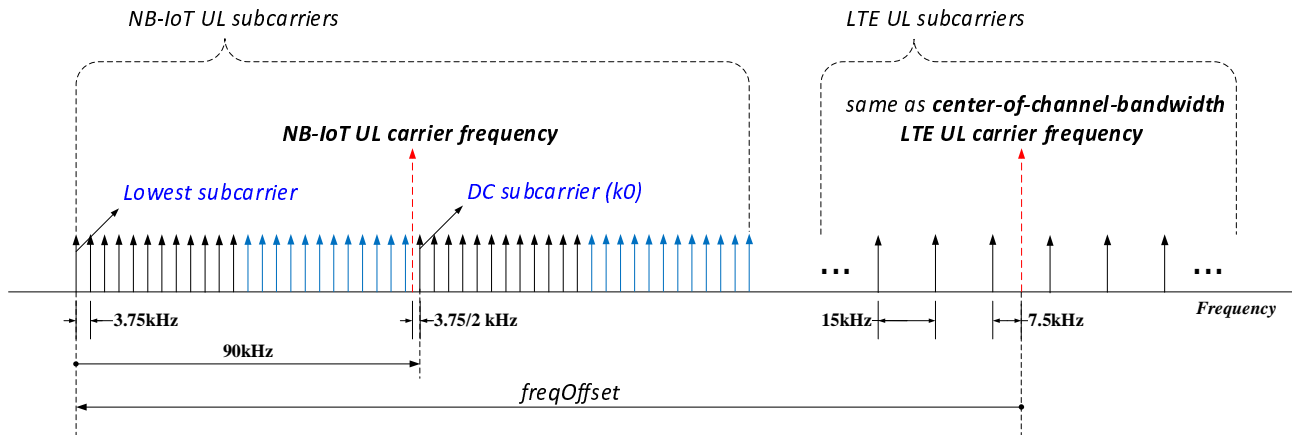 NB-IoT UL subcarriers
LTE UL subcarriers
same as center-of-channel-bandwidth
LTE UL carrier frequency
NB-IoT UL carrier frequency
Lowest subcarrier
DC subcarrier (k0)
...
...
Frequency
3.75kHz
3.75/2 kHz
15kHz
7.5kHz
90kHz
freqOffset